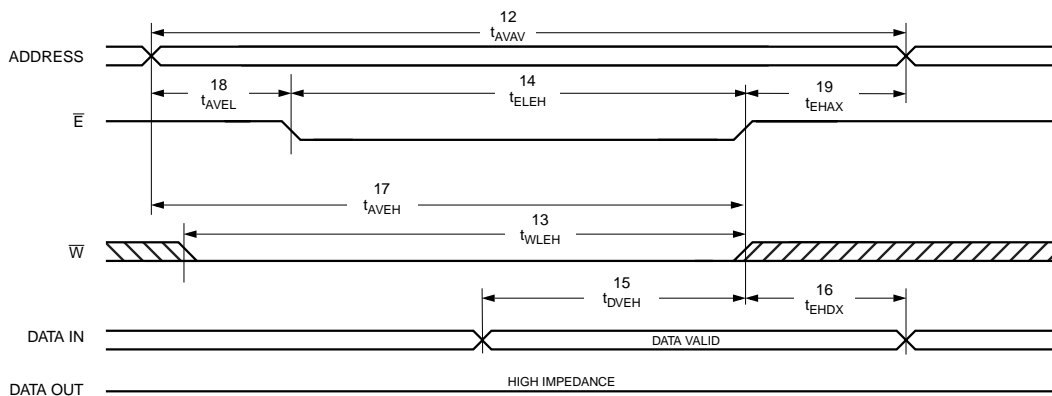 12
tAVAV
ADDRESS
18
tAVEL
14
tELEH
19
tEHAX
E
17
tAVEH
13
tWLEH
W
15
tDVEH
16
tEHDX
DATA IN
DATA VALID
DATA OUT
HIGH IMPEDANCE